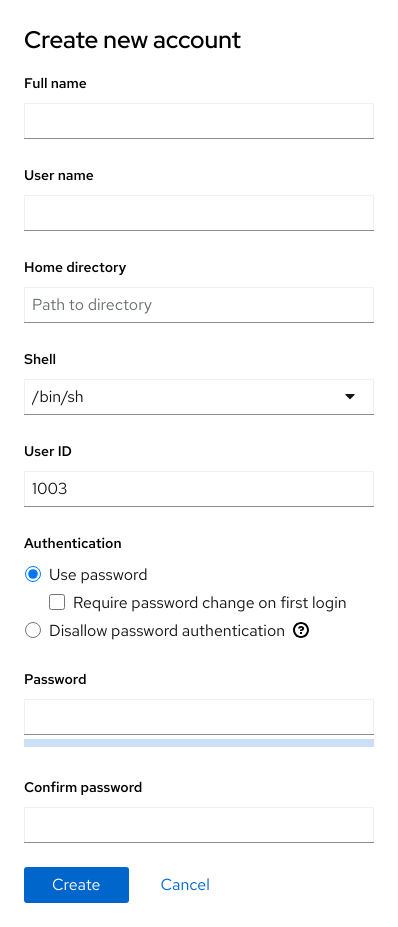 Create new account
Full name
User name
Home directory
Path to directory
Shell
/bin/sh
User ID
1003
Authentication
Use password
Require password change on first login
Disallow password authentication ?
Password
Confirm password
Create Cancel